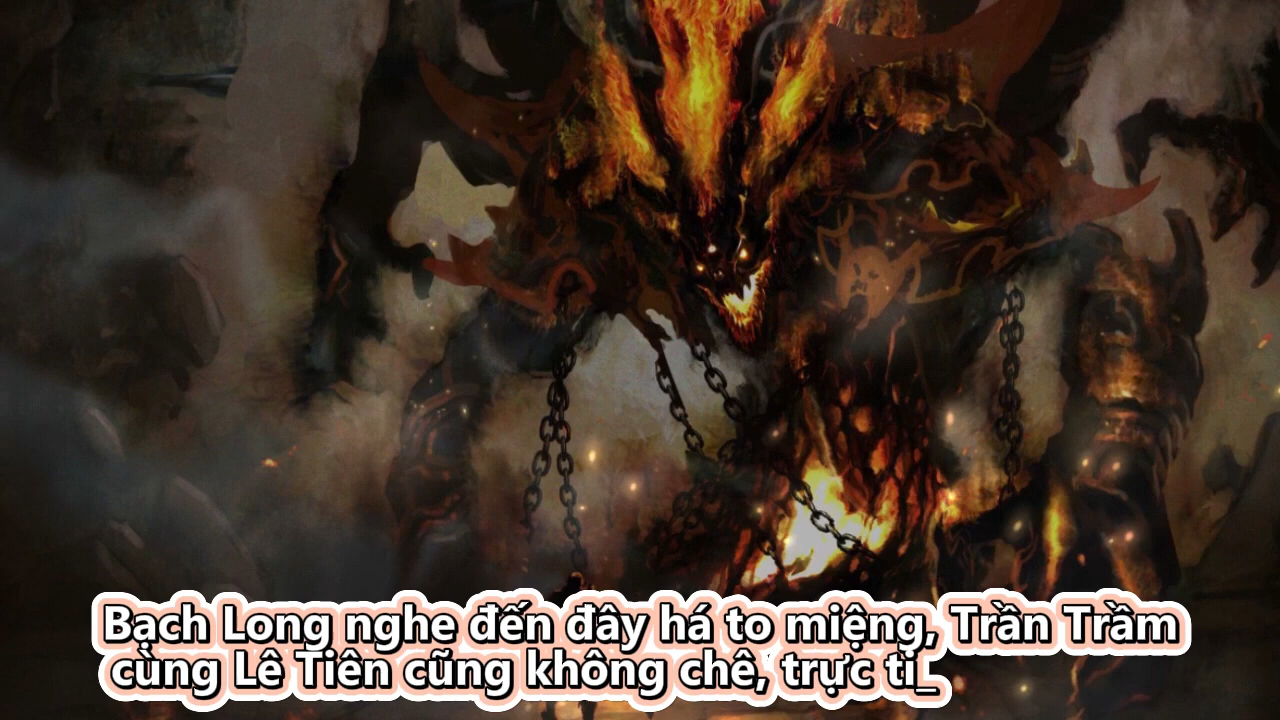 Bạch Long nghe đến đây há to miệng, Trần Trầm
cùng Lê Tiên cũng không chê, trực ti_